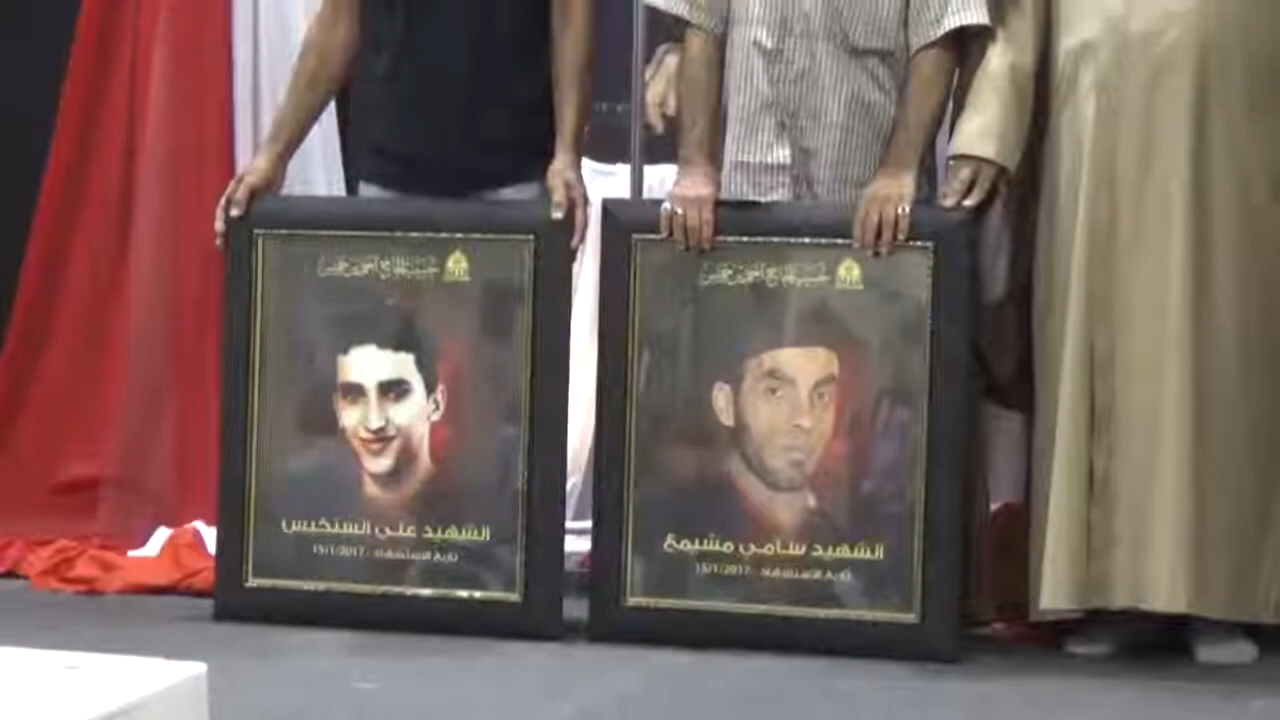 الشهيد علي السنكيس
تاريخ الاستشهاد - 15/1/2017
الشهيد سامي مشيمع
تاريخ الاستشهاد - 15/1/2017